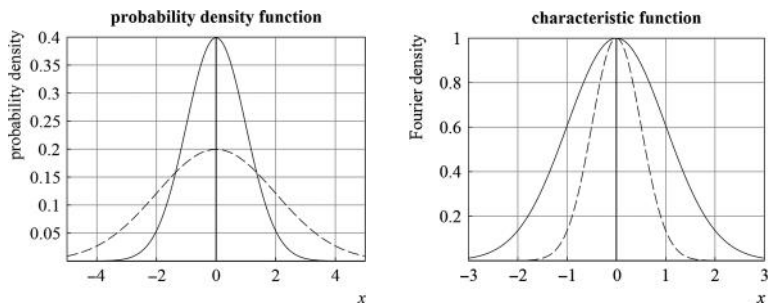 probability density function
probability density
0.4
0.35
0.3
0.25
0.2
0.15
0.1
0.05
−4 −2 0 2 4
x
characteristic function
Fourier density
1
0.8
0.6
0.4
0.2
−3 −2 −1 0 1 2 3
x